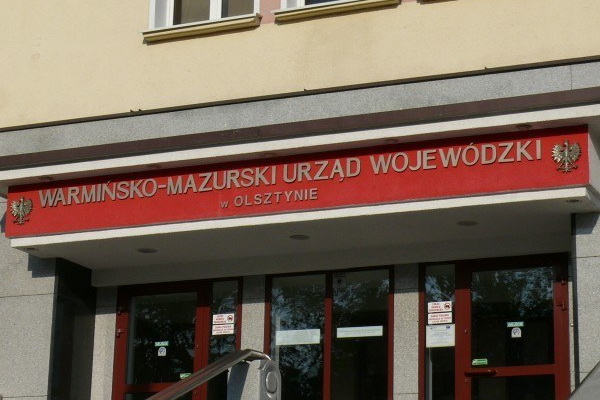 WARMIŃSKO-MAZURSKI URZĄD WOJEWÓDZKI
w OLSZTYNIE